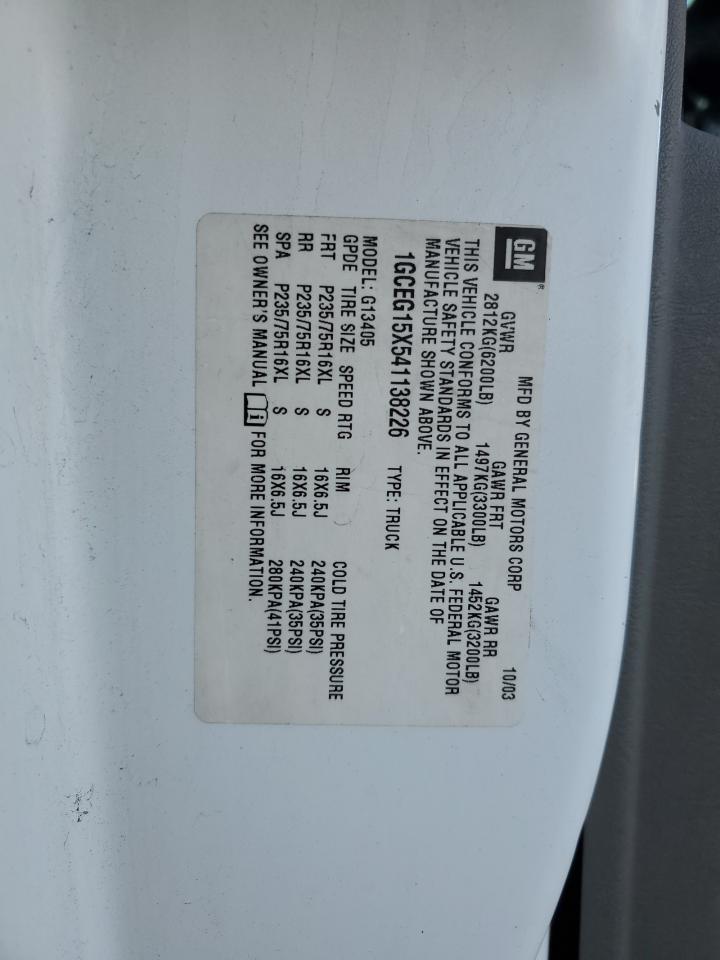 GM®
MFD BY GENERAL MOTORS CORP 10/03
GVWR GAWR FRT GAWR RR
2812KG(6200LB) 1497KG(3300LB) 1452KG(3200LB)
THIS VEHICLE CONFORMS TO ALL APPLICABLE U.S. FEDERAL MOTOR
VEHICLE SAFETY STANDARDS IN EFFECT ON THE DATE OF
MANUFACTURE SHOWN ABOVE.
1GCEG15X541138226 TYPE: TRUCK
MODEL: G13405
GPDE TIRE SIZE SPEED RTG RIM COLD TIRE PRESSURE
FRT P235/75R16XL S 16X6.5J 240KPA(35PSI)
RR P235/75R16XL S 16X6.5J 240KPA(35PSI)
SPA P235/75R16XL S 16X6.5J 280KPA(41PSI)
SEE OWNER'S MANUAL i FOR MORE INFORMATION.